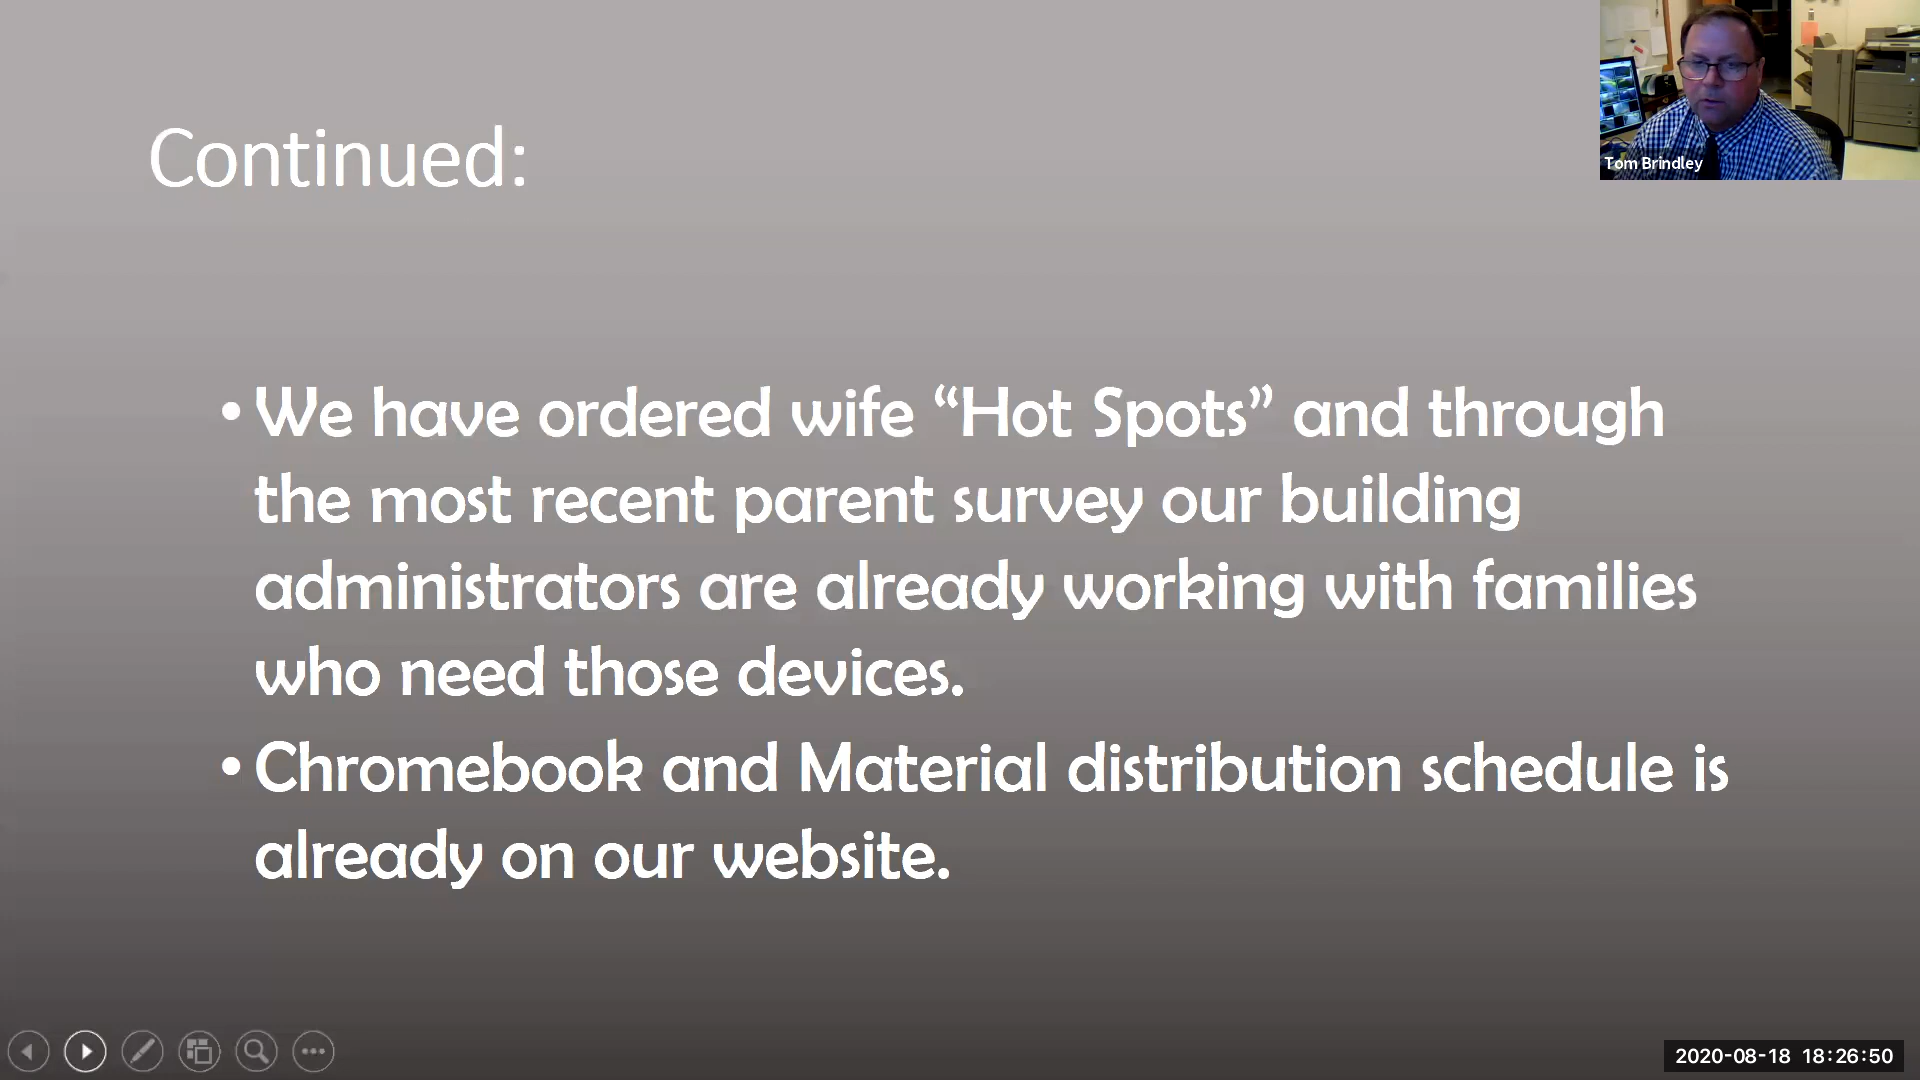 Continued:
Tom Brindley
• We have ordered wife “Hot Spots” and through
the most recent parent survey our building
administrators are already working with families
who need those devices.
• Chromebook and Material distribution schedule is
already on our website.
2020-08-18 18:26:50